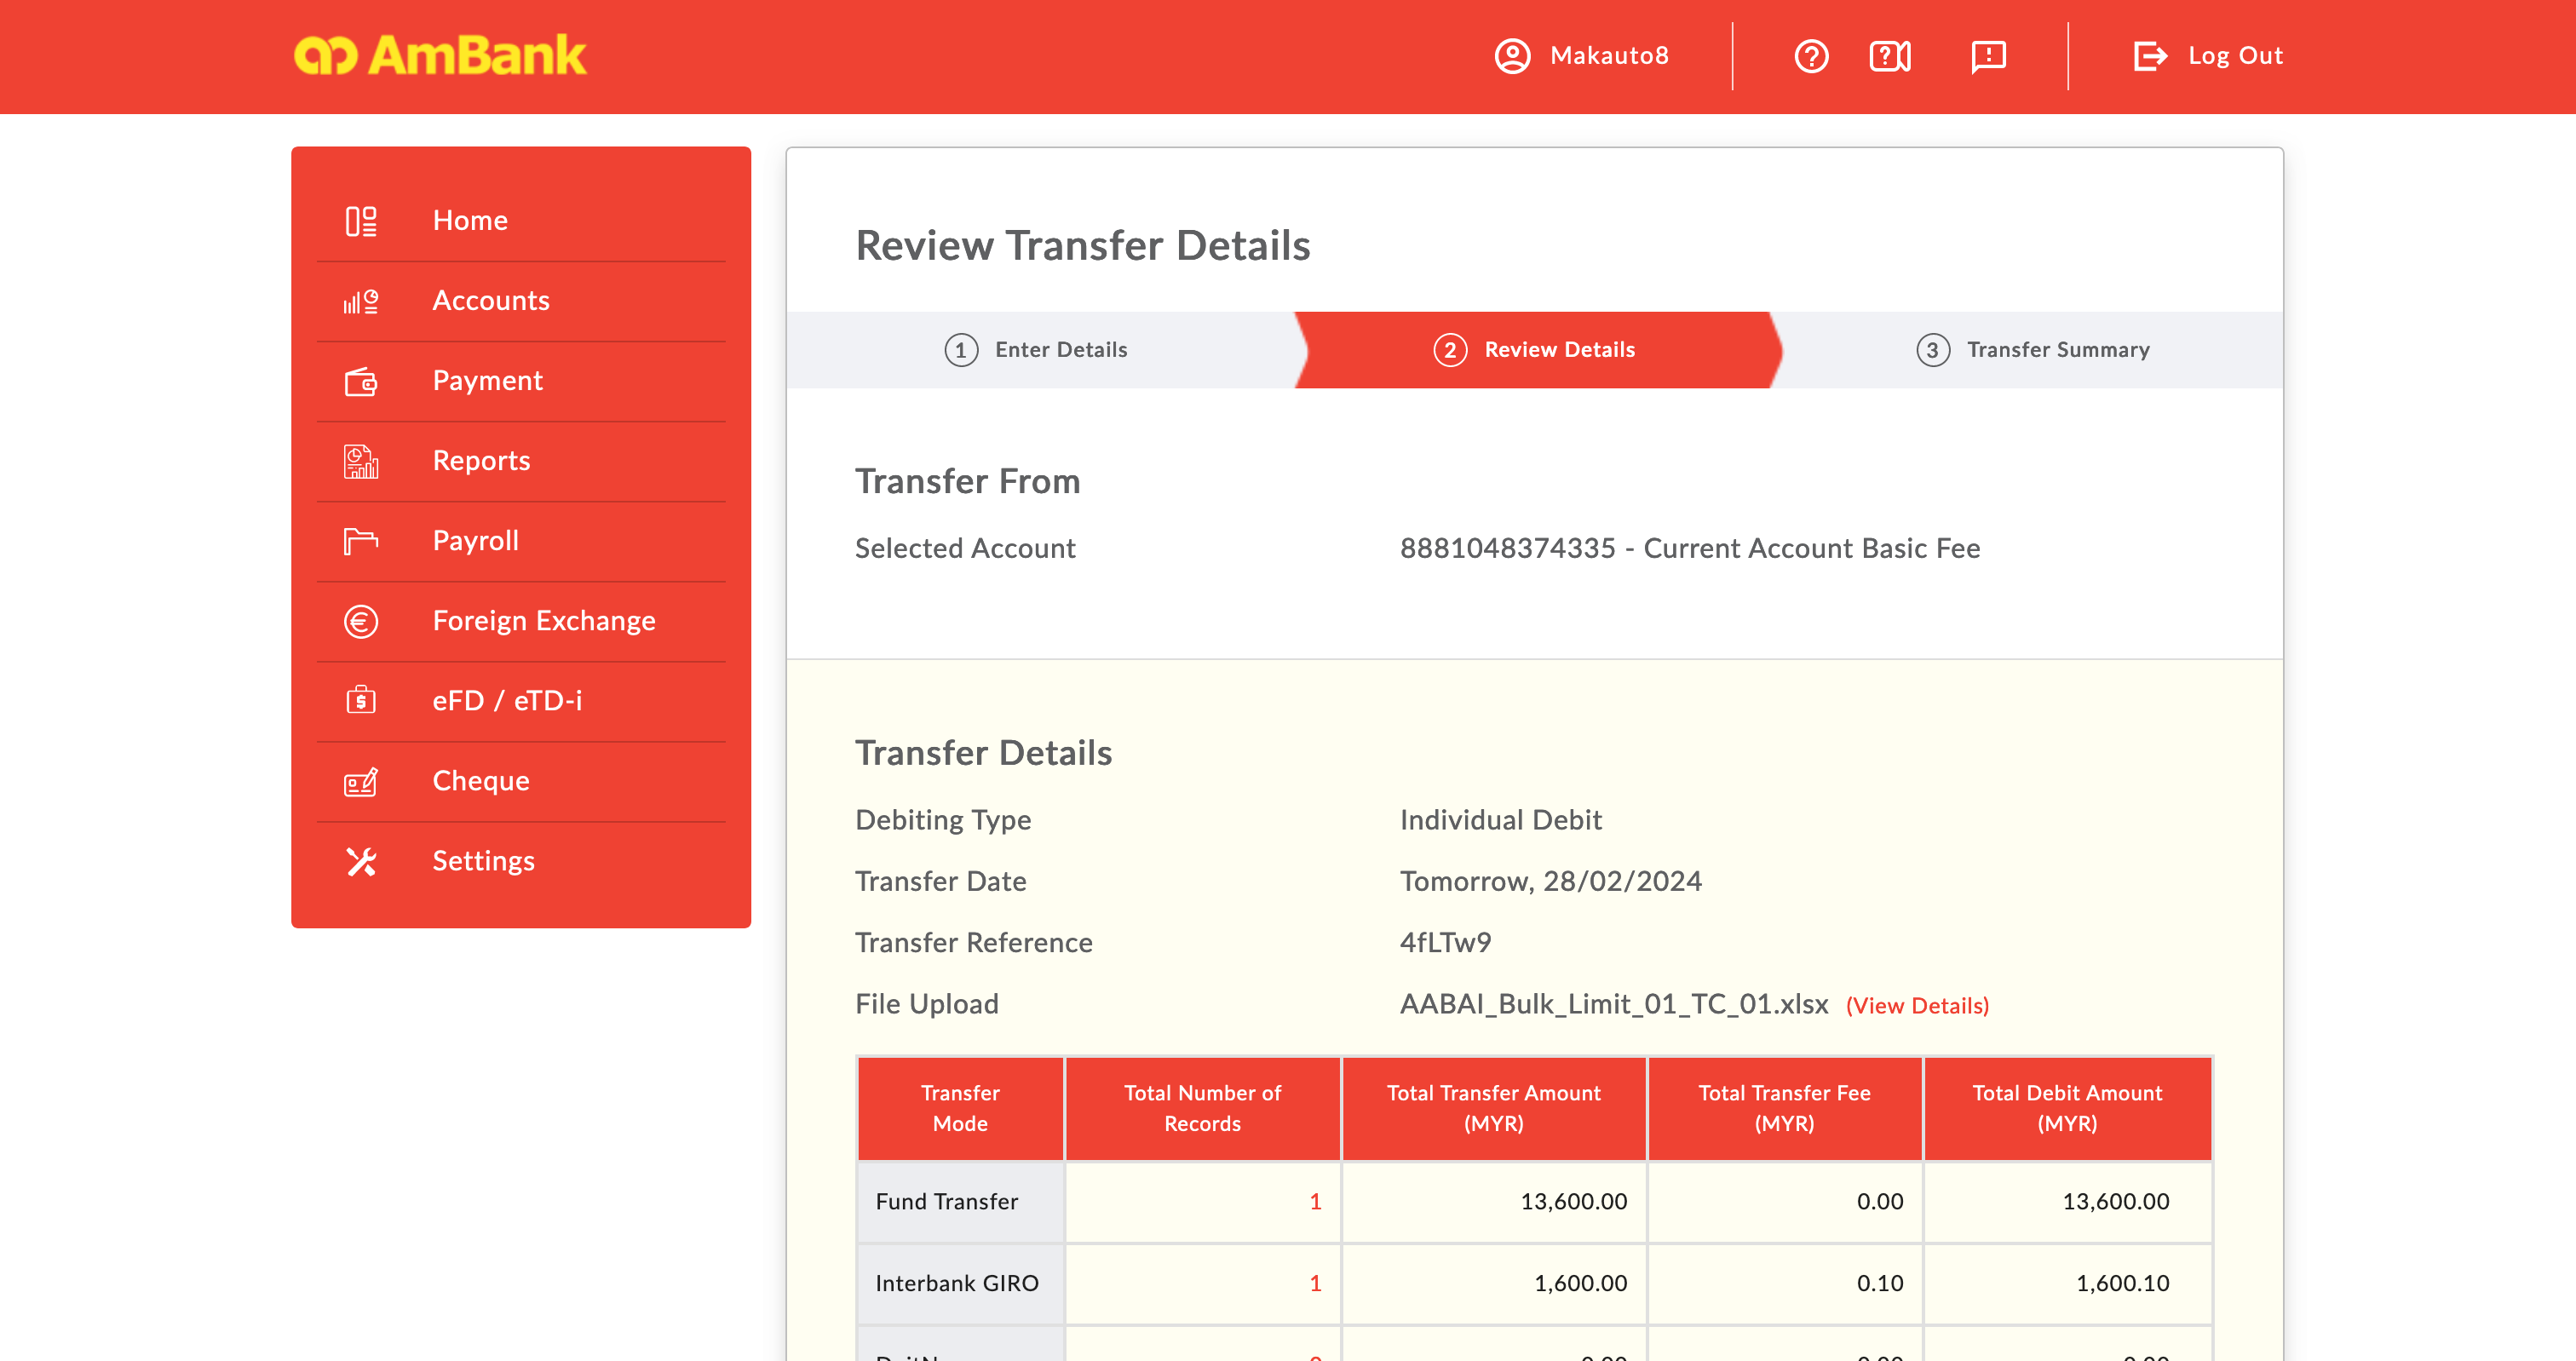 AmBank
Makauto8
Log Out
Home
Accounts
Payment
Reports
Payroll
Foreign Exchange
eFD / eTD-i
Cheque
Settings
Review Transfer Details
1 Enter Details
2 Review Details
3 Transfer Summary
Transfer From
Selected Account 8881048374335 - Current Account Basic Fee
Transfer Details
Debiting Type Individual Debit
Transfer Date Tomorrow, 28/02/2024
Transfer Reference 4fLTw9
File Upload AABAI_Bulk_Limit_01_TC_01.xlsx (View Details)
Transfer Mode Total Number of Records Total Transfer Amount (MYR) Total Transfer Fee (MYR) Total Debit Amount (MYR)
Fund Transfer 1 13,600.00 0.00 13,600.00
Interbank GIRO 1 1,600.00 0.10 1,600.10